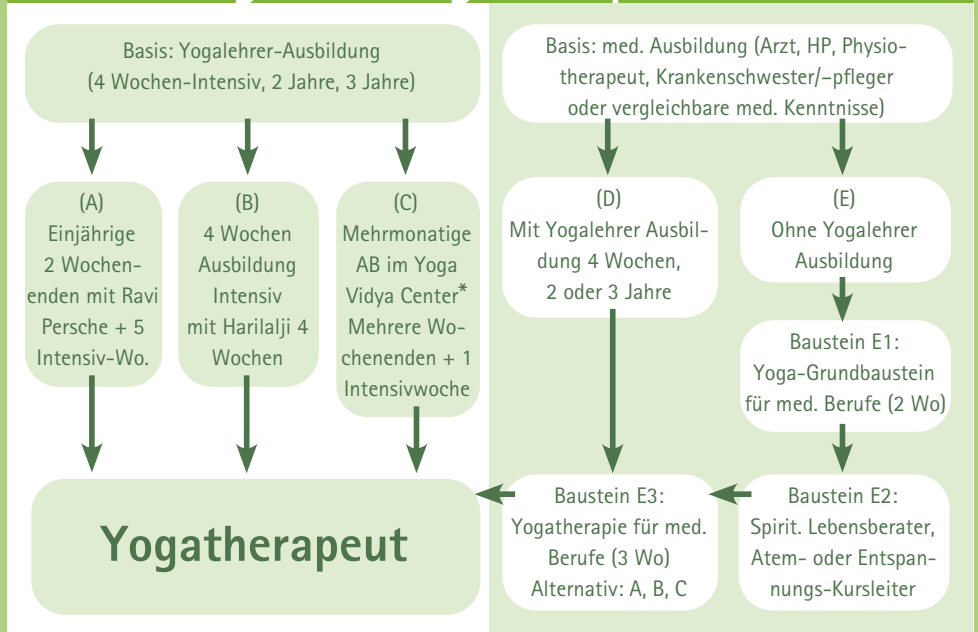 Basis: Yogalehrer-Ausbildung
(4 Wochen-Intensiv, 2 Jahre, 3 Jahre)
Basis: med. Ausbildung (Arzt, HP, Physio-
therapeut, Krankenschwester/–pfleger
oder vergleichbare med. Kenntnisse)
(A)
Einjährige
2 Wochen-
enden mit Ravi
Persche + 5
Intensiv-Wo.
(B)
4 Wochen
Ausbildung
Intensiv
mit Harilalji 4
Wochen
(C)
Mehrmonatige
AB im Yoga
Vidya Center*
Mehrere Wo-
chenenden + 1
Intensivwoche
(D)
Mit Yogalehrer Ausbil-
dung 4 Wochen,
2 oder 3 Jahre
(E)
Ohne Yogalehrer
Ausbildung
Baustein E1:
Yoga-Grundbaustein
für med. Berufe (2 Wo)
Baustein E2:
Spirit. Lebensberater,
Atem- oder Entspan-
nungs-Kursleiter
Baustein E3:
Yogatherapie für med.
Berufe (3 Wo)
Alternativ: A, B, C
Yogatherapeut